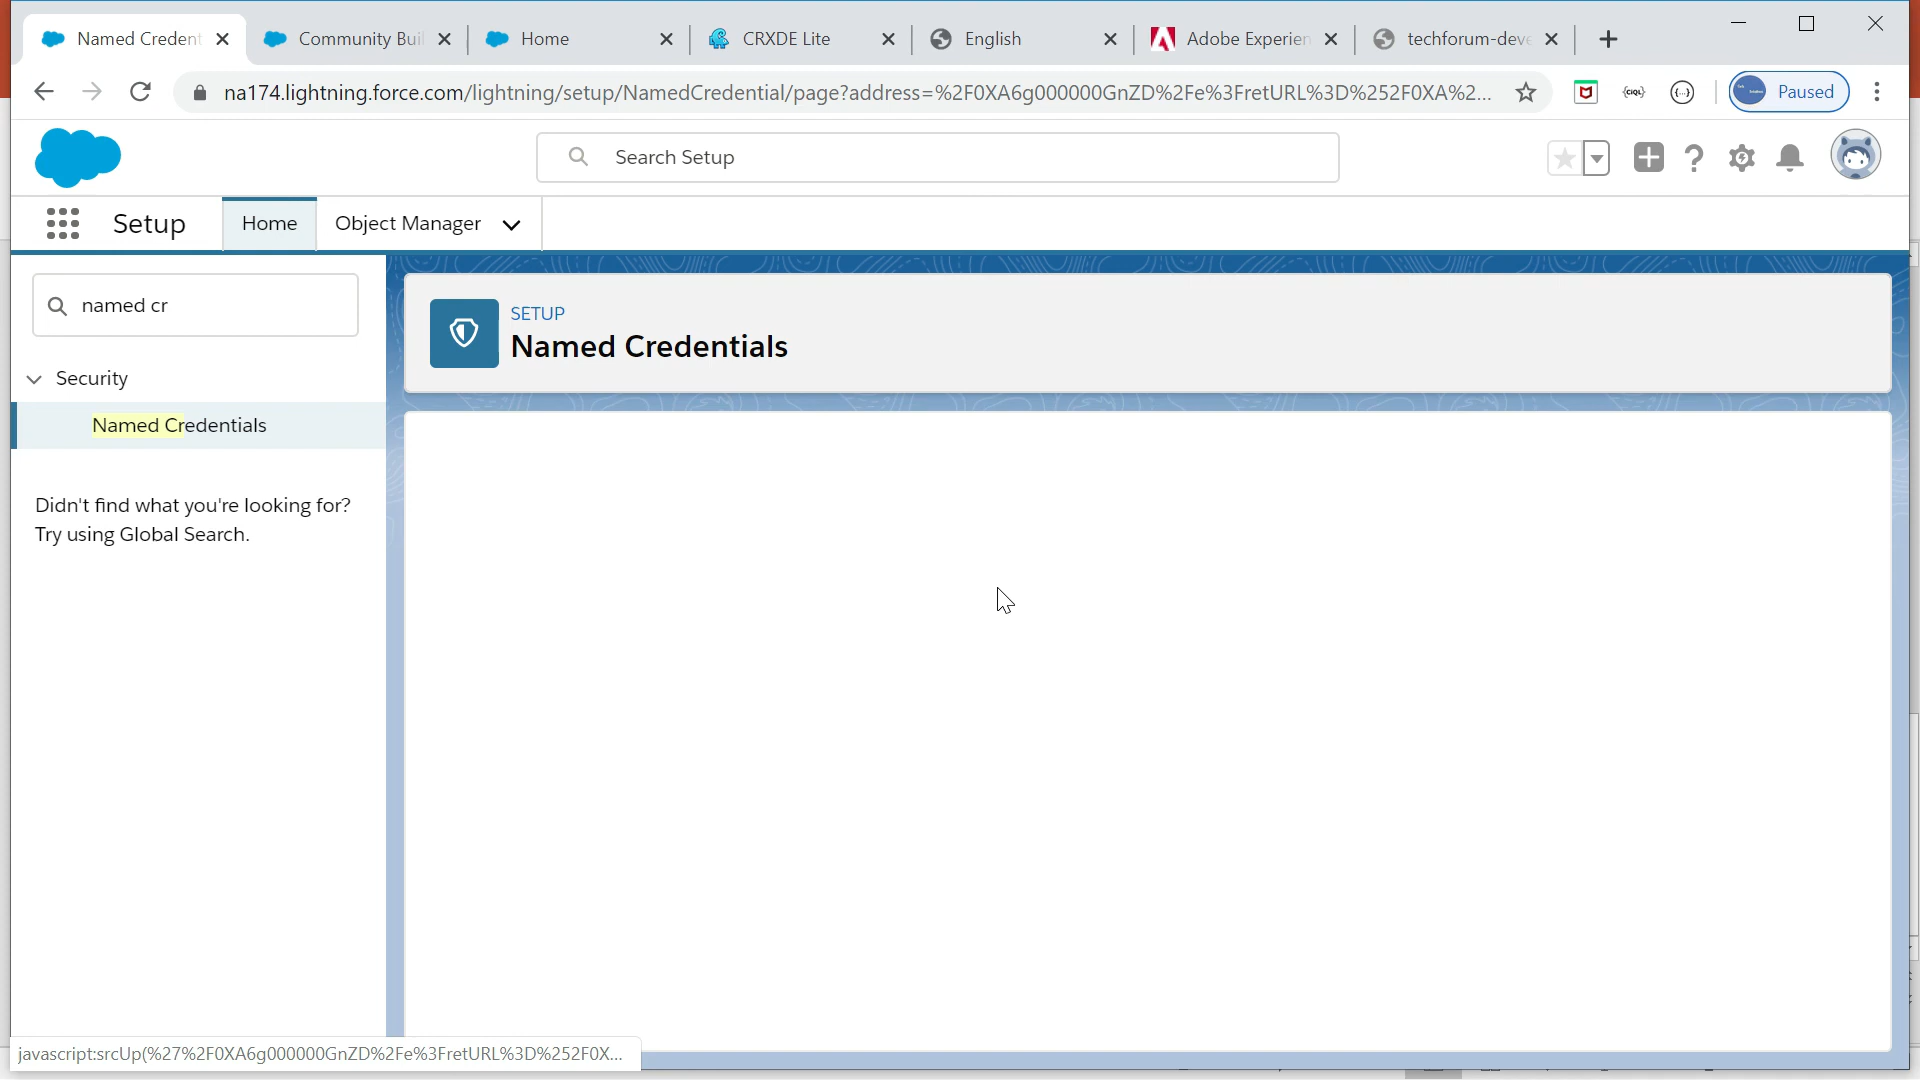 Named Credent
Community Bui
Home
CRXDE Lite
English
Adobe Experien
techforum-deve
na174.lightning.force.com/lightning/setup/NamedCredential/page?address=%2F0XA6g000000GnZD%2Fe%3FretURL%3D%252F0XA%2...
CIQL
Paused
Search Setup
Setup
Home
Object Manager
named cr
SETUP
Named Credentials
Security
Named Credentials
Didn't find what you're looking for?
Try using Global Search.
javascript:srcUp(%27%2F0XA6g000000GnZD%2Fe%3FretURL%3D%252F0X...